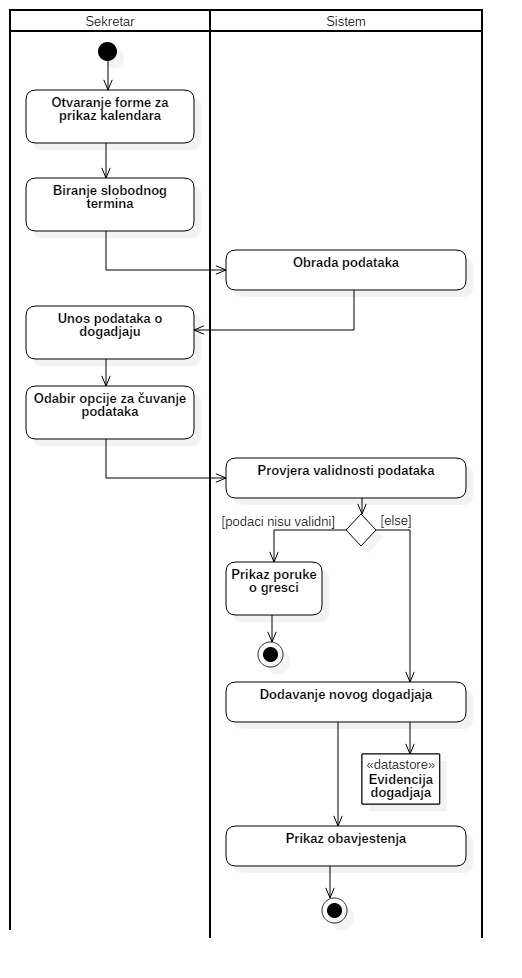 Sekretar
Sistem
Otvaranje forme za
prikaz kalendara
Biranje slobodnog
termina
Obrada podataka
Unos podataka o
dogadjaju
Odabir opcije za čuvanje
podataka
Provjera validnosti podataka
[podaci nisu validni]
[else]
Prikaz poruke
o gresci
Dodavanje novog dogadjaja
«datastore»
Evidencija
dogadjaja
Prikaz obavjestenja